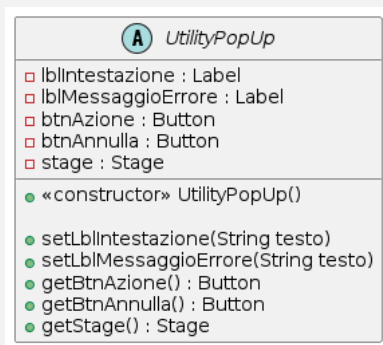 A UtilityPopUp
lblIntestazione : Label
lblMessaggioErrore : Label
btnAzione : Button
btnAnnulla : Button
stage : Stage
«constructor» UtilityPopUp()
setLblIntestazione(String testo)
setLblMessaggioErrore(String testo)
getBtnAzione() : Button
getBtnAnnulla() : Button
getStage() : Stage